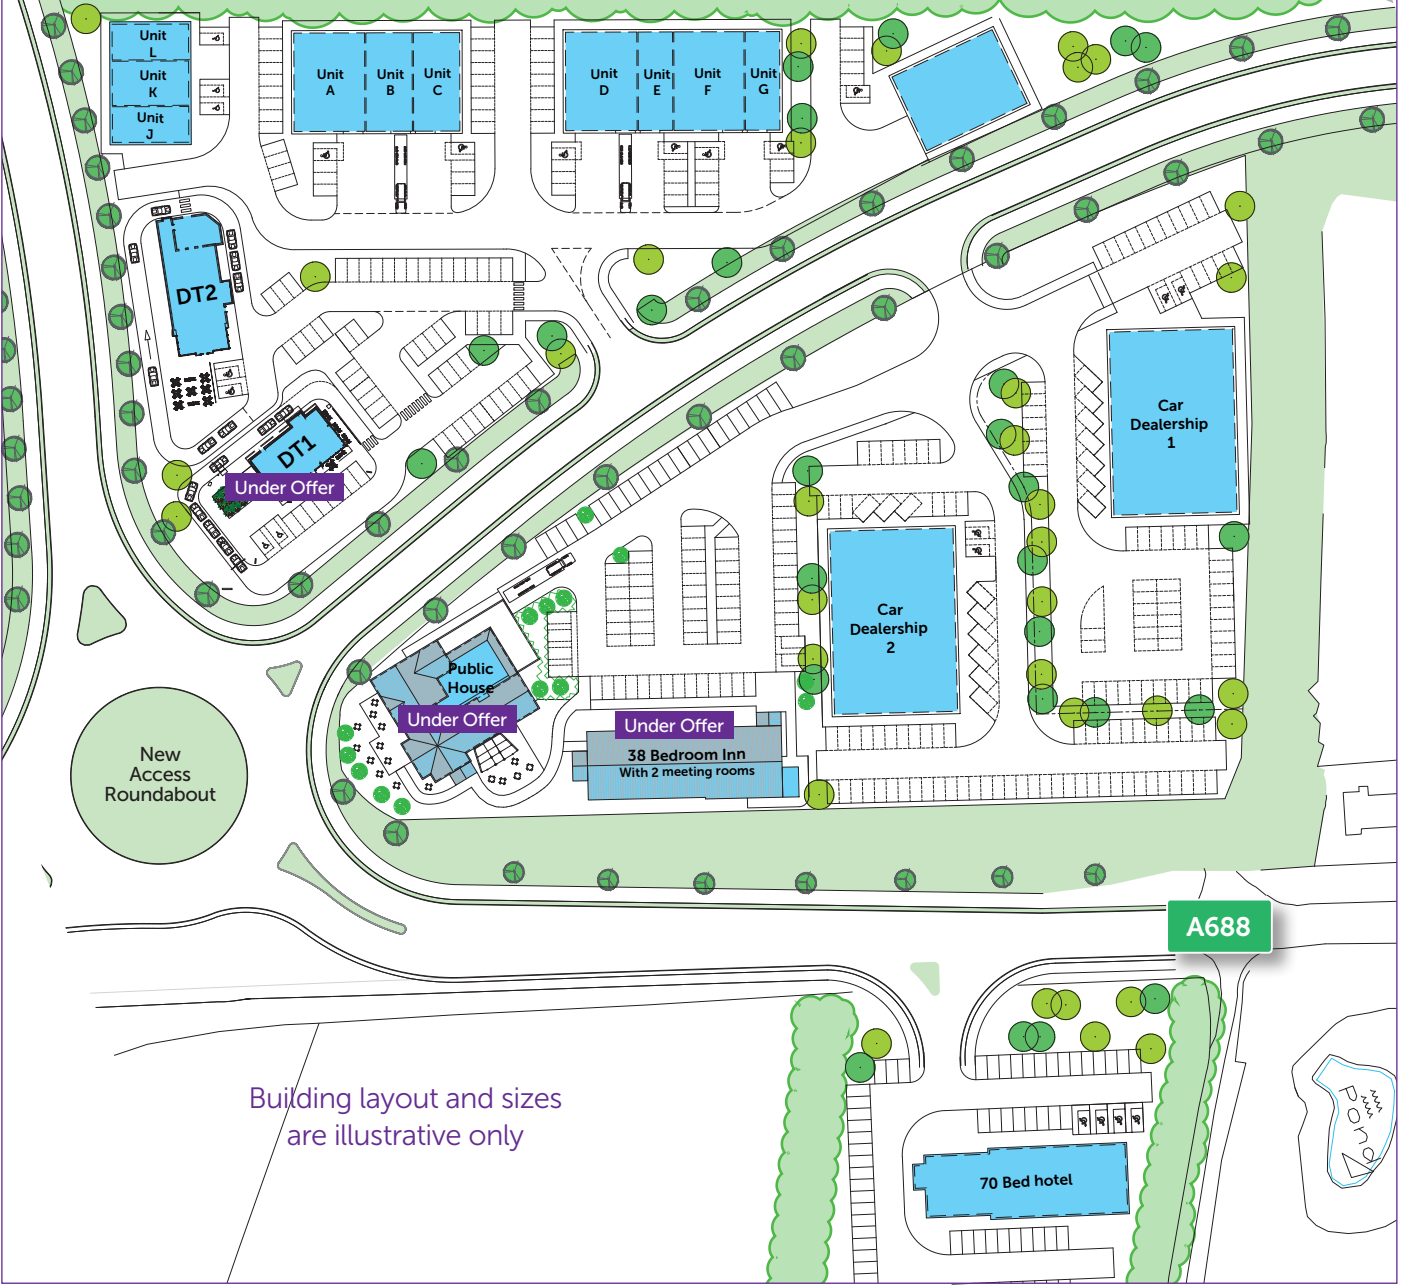 Unit
L
Unit
K
Unit
J
Unit
A
Unit
B
Unit
C
Unit
D
Unit
E
Unit
F
Unit
G
DT2
DT1
Under Offer
Car
Dealership
1
Car
Dealership
2
Public
House
Under Offer
Under Offer
38 Bedroom Inn
With 2 meeting rooms
New
Access
Roundabout
A688
Building layout and sizes
are illustrative only
70 Bed hotel
Pond